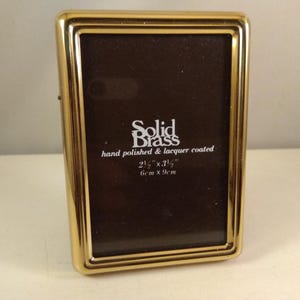 Solid
Brass
hand polished & lacquer coated
2½" x 3½"
6cm x 9cm